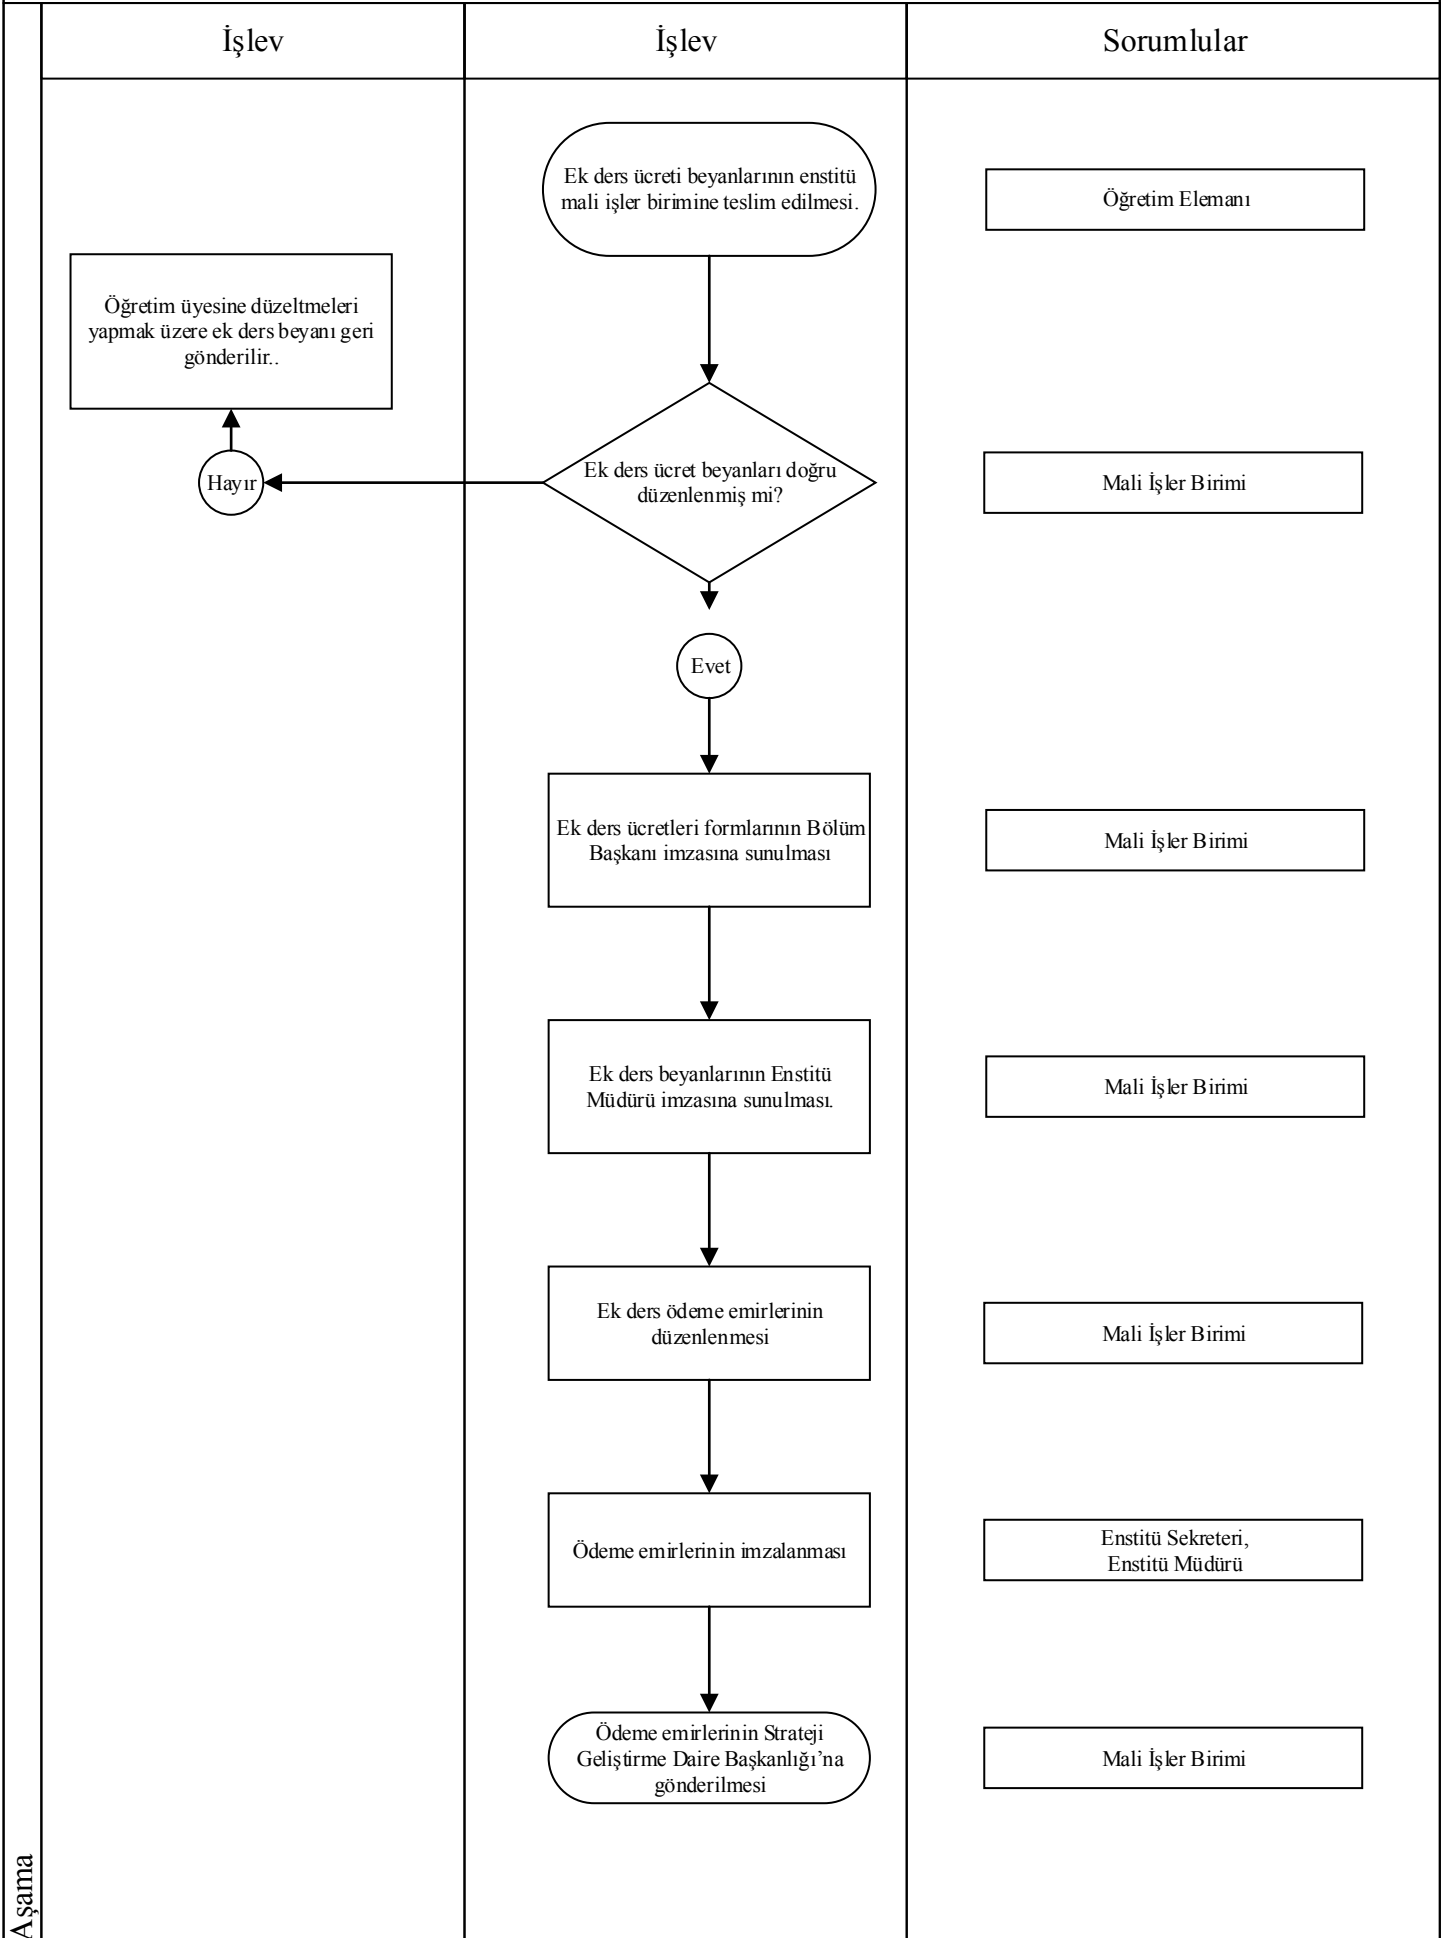 İşlev
İşlev
Sorumlular
Ek ders ücreti beyanlarının enstitü
mali işler birimine teslim edilmesi.
Öğretim Elemanı
Öğretim üyesine düzeltmeleri
yapmak üzere ek ders beyanı geri
gönderilir..
Hayır
Ek ders ücret beyanları doğru
düzenlenmiş mi?
Mali İşler Birimi
Evet
Ek ders ücretleri formlarının Bölüm
Başkanı imzasına sunulması
Mali İşler Birimi
Ek ders beyanlarının Enstitü
Müdürü imzasına sunulması.
Mali İşler Birimi
Ek ders ödeme emirlerinin
düzenlenmesi
Mali İşler Birimi
Ödeme emirlerinin imzalanması
Enstitü Sekreteri,
Enstitü Müdürü
Ödeme emirlerinin Strateji
Geliştirme Daire Başkanlığı’na
gönderilmesi
Mali İşler Birimi
Aşama